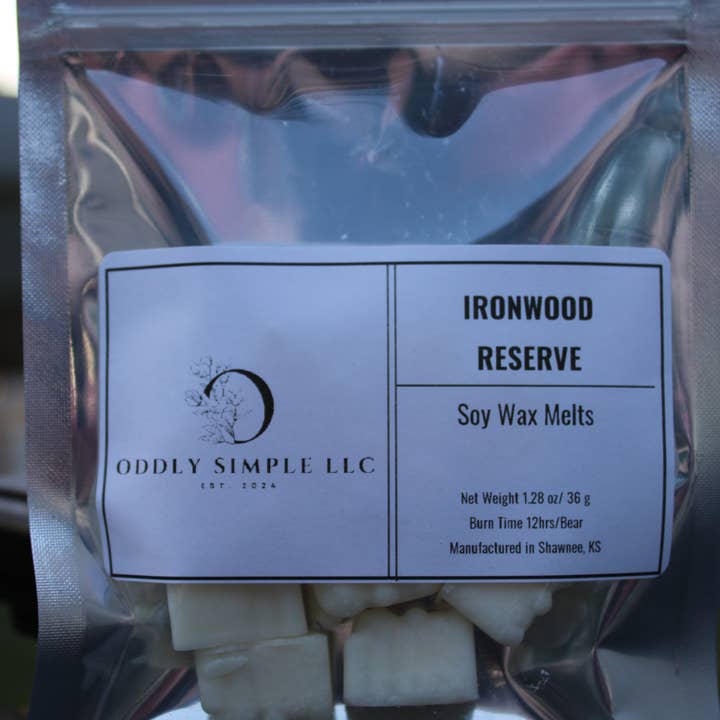 ODDLY SIMPLE LLC
EST. 2024
IRONWOOD
RESERVE
Soy Wax Melts
Net Weight 1.28 oz/ 36 g
Burn Time 12hrs/Bear
Manufactured in Shawnee, KS